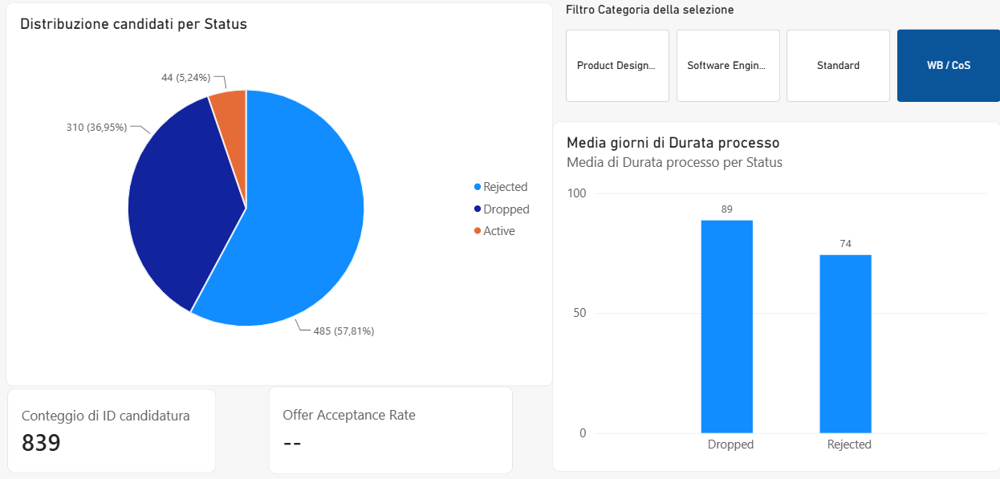 Distribuzione candidati per Status
44 (5,24%)
310 (36,95%)
485 (57,81%)
Rejected
Dropped
Active
Conteggio di ID candidatura
839
Offer Acceptance Rate
--
Filtro Categoria della selezione
Product Design...
Software Engin...
Standard
WB / CoS
Media giorni di Durata processo
Media di Durata processo per Status
100
50
0
89
74
Dropped
Rejected